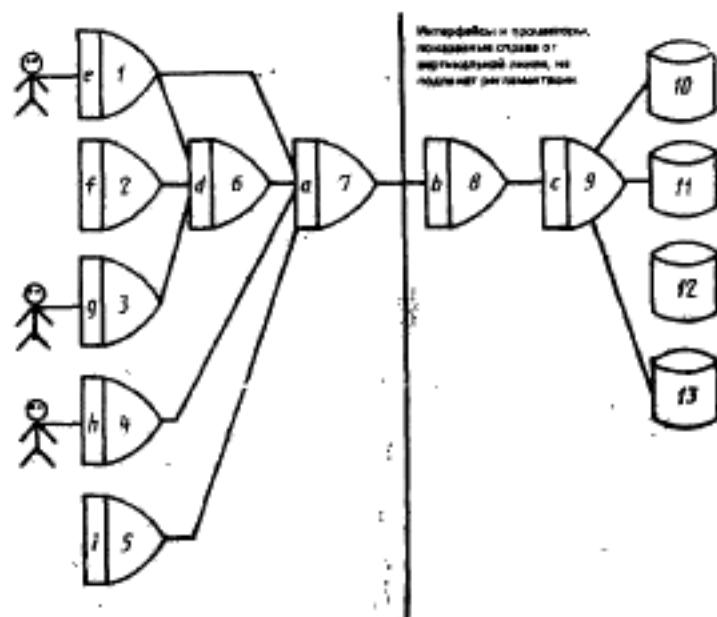 Интерфейсы и процессоры,
показанные справа от
вертикальной линии, не
подлежат регламентации
e 1
10
f 2
d 6
a 7
b 8
c 9
11
g 3
12
h 4
13
i 5